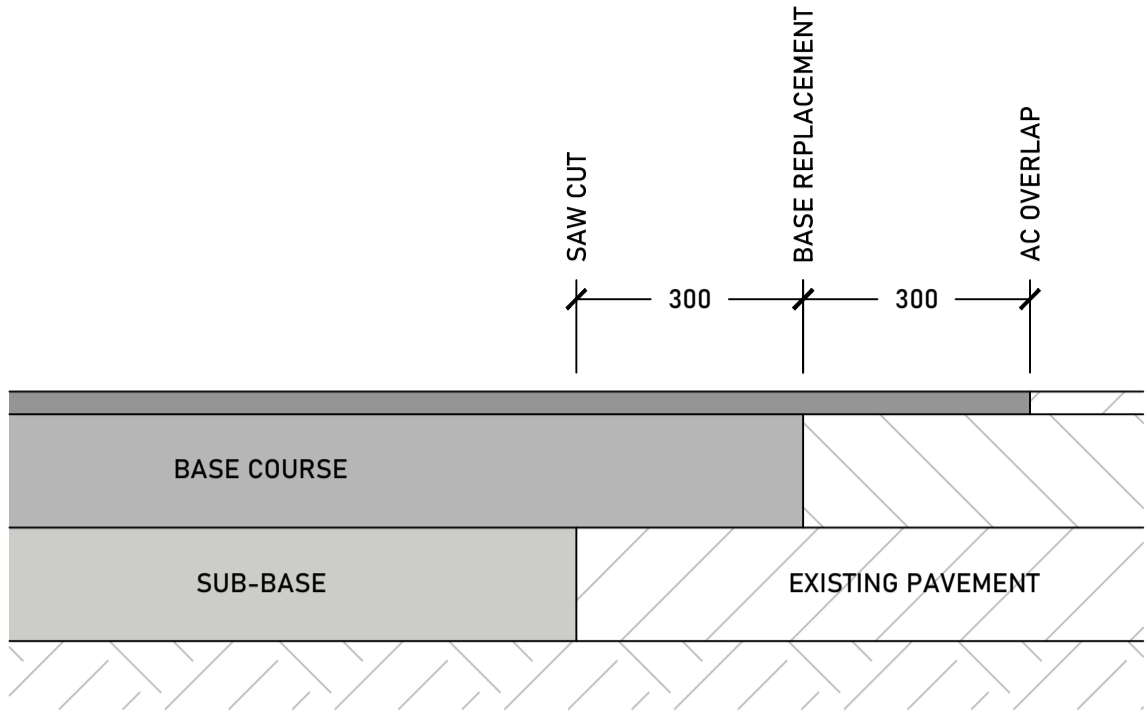 SAW CUT
BASE REPLACEMENT
AC OVERLAP
300
300
BASE COURSE
SUB-BASE
EXISTING PAVEMENT